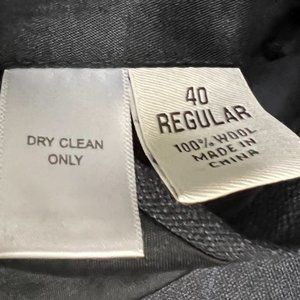 DRY CLEAN
ONLY
40
REGULAR
100% WOOL
MADE IN
CHINA